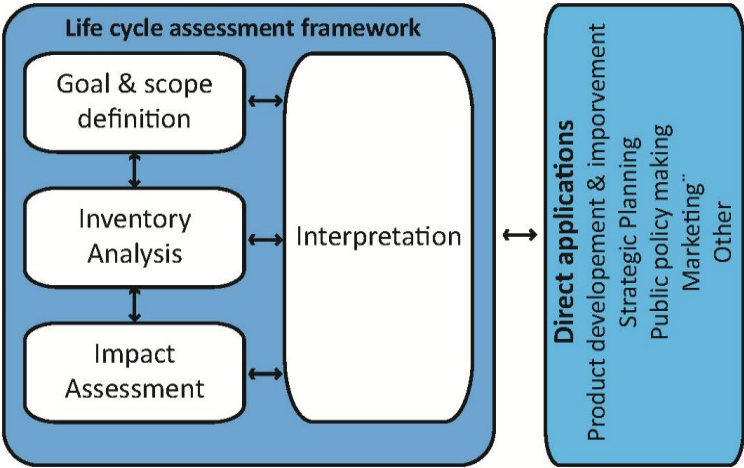 Life cycle assessment framework
Goal & scope
definition
Inventory
Analysis
Impact
Assessment
Interpretation
Direct applications
Product developement & imporvement
Strategic Planning
Public policy making
Marketing¨
Other